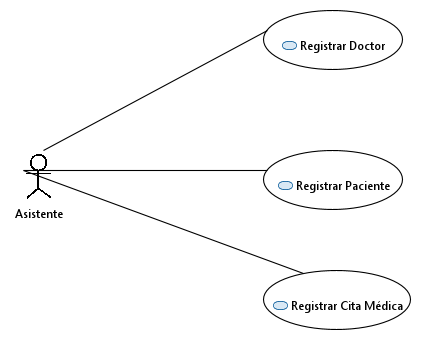 Registrar Doctor
Registrar Paciente
Asistente
Registrar Cita Médica